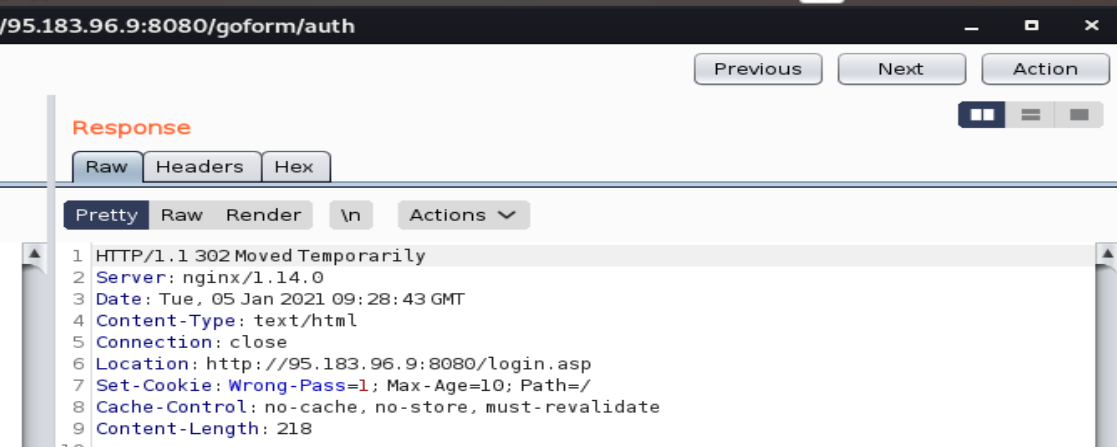 /95.183.96.9:8080/goform/auth
Previous Next Action
Response
Raw Headers Hex
Pretty Raw Render \n Actions
1 HTTP/1.1 302 Moved Temporarily
2 Server: nginx/1.14.0
3 Date: Tue, 05 Jan 2021 09:28:43 GMT
4 Content-Type: text/html
5 Connection: close
6 Location: http://95.183.96.9:8080/login.asp
7 Set-Cookie: Wrong-Pass=1; Max-Age=10; Path=/
8 Cache-Control: no-cache, no-store, must-revalidate
9 Content-Length: 218
10